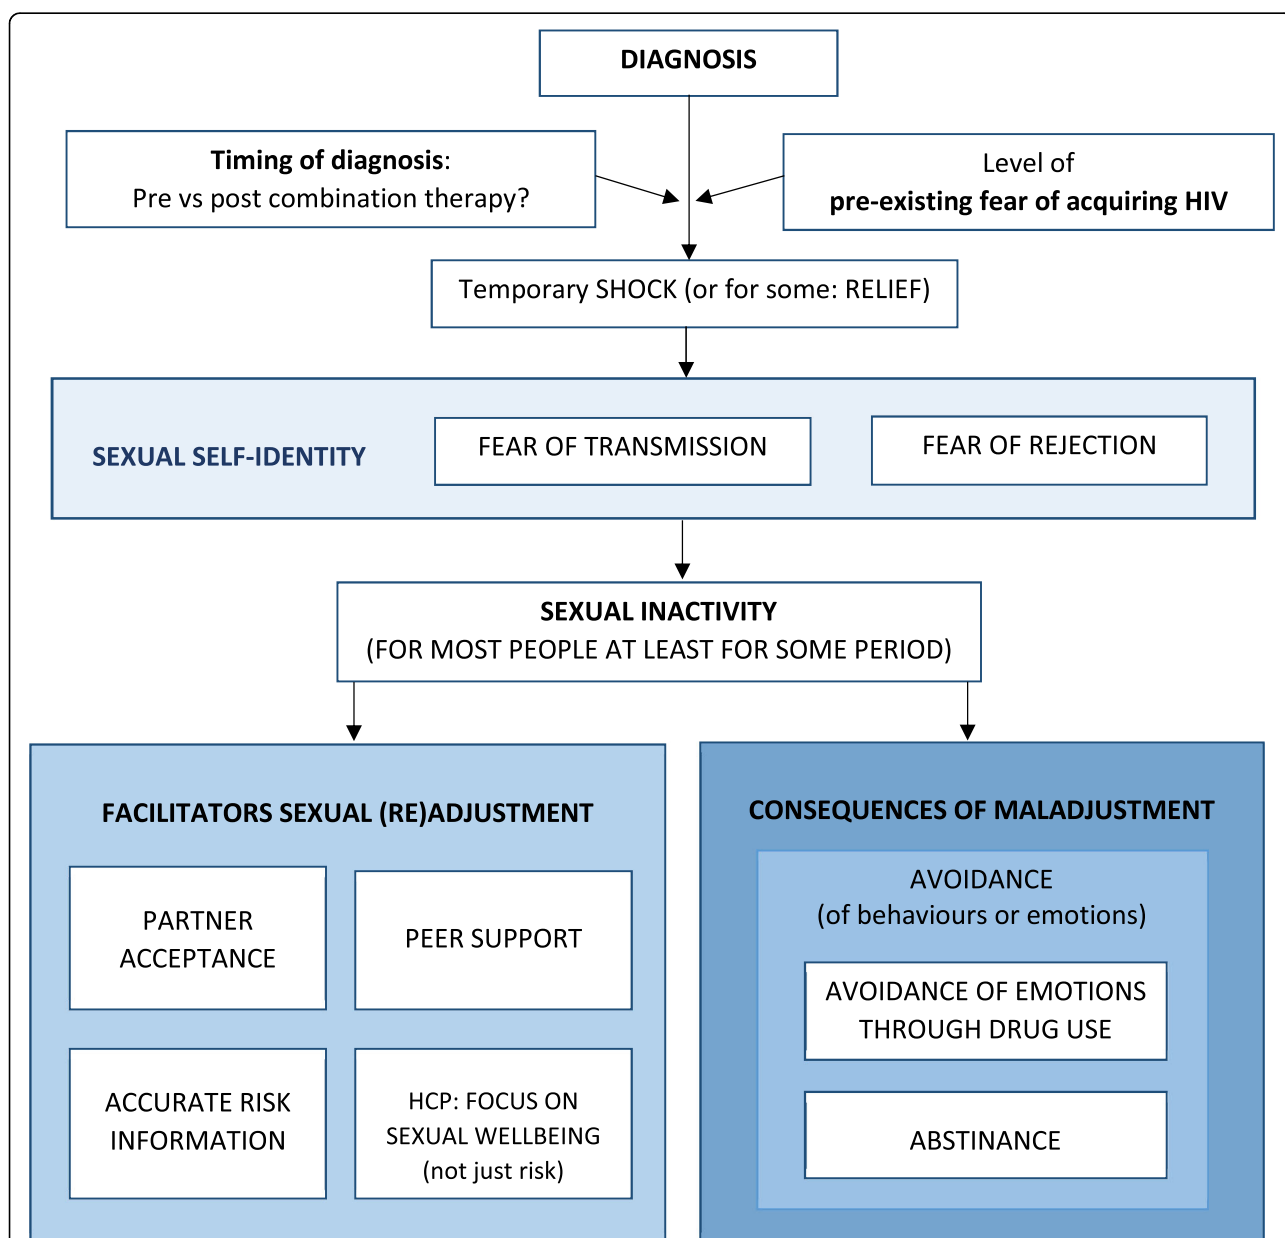 DIAGNOSIS
Timing of diagnosis:
Pre vs post combination therapy?
Level of
pre-existing fear of acquiring HIV
Temporary SHOCK (or for some: RELIEF)
SEXUAL SELF-IDENTITY
FEAR OF TRANSMISSION
FEAR OF REJECTION
SEXUAL INACTIVITY
(FOR MOST PEOPLE AT LEAST FOR SOME PERIOD)
FACILITATORS SEXUAL (RE)ADJUSTMENT
PARTNER
ACCEPTANCE
PEER SUPPORT
ACCURATE RISK
INFORMATION
HCP: FOCUS ON
SEXUAL WELLBEING
(not just risk)
CONSEQUENCES OF MALADJUSTMENT
AVOIDANCE
(of behaviours or emotions)
AVOIDANCE OF EMOTIONS
THROUGH DRUG USE
ABSTINANCE